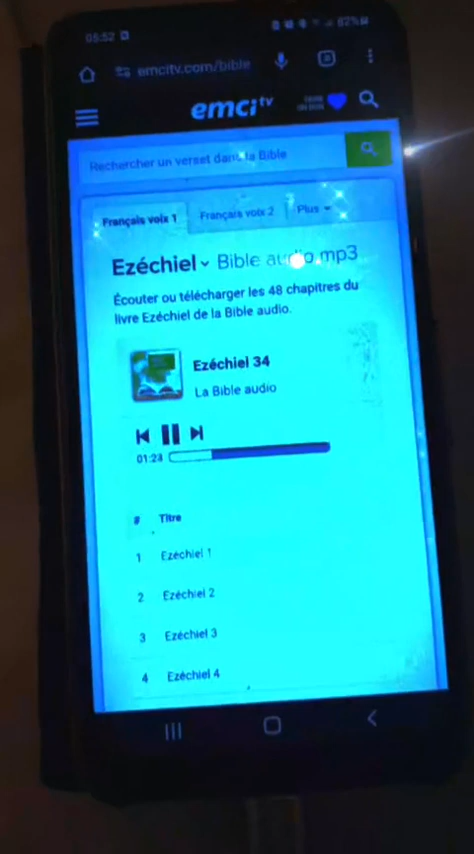 05:52
82%
emcitv.com/bible
emci tv
Rechercher un verset dans la Bible
Français voix 1 Français voix 2 Plus
Ezéchiel Bible audio mp3
Écouter ou télécharger les 48 chapitres du
livre Ezéchiel de la Bible audio.
Ezéchiel 34
La Bible audio
01:23
# Titre
1 Ezéchiel 1
2 Ezéchiel 2
3 Ezéchiel 3
4 Ezéchiel 4